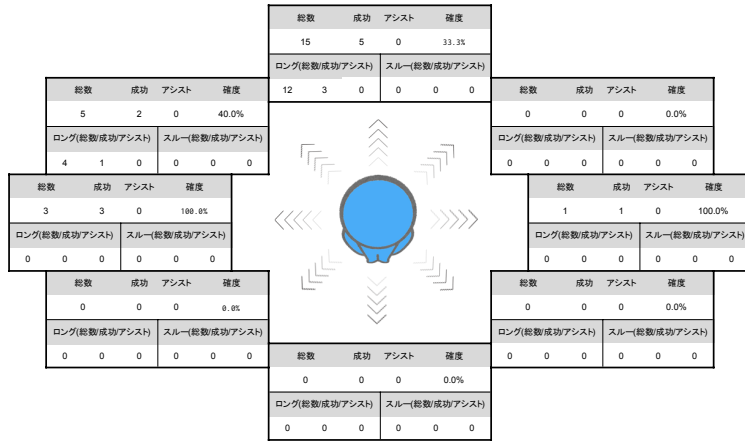 総数 成功 アシスト 確度
15 5 0 33.3%
ロング(総数/成功/アシスト) スルー(総数/成功/アシスト)
12 3 0 0 0 0
総数 成功 アシスト 確度
5 2 0 40.0%
ロング(総数/成功/アシスト) スルー(総数/成功/アシスト)
4 1 0 0 0 0
総数 成功 アシスト 確度
0 0 0 0.0%
ロング(総数/成功/アシスト) スルー(総数/成功/アシスト)
0 0 0 0 0 0
総数 成功 アシスト 確度
3 3 0 100.0%
ロング(総数/成功/アシスト) スルー(総数/成功/アシスト)
0 0 0 0 0 0
総数 成功 アシスト 確度
1 1 0 100.0%
ロング(総数/成功/アシスト) スルー(総数/成功/アシスト)
0 0 0 0 0 0
総数 成功 アシスト 確度
0 0 0 0.0%
ロング(総数/成功/アシスト) スルー(総数/成功/アシスト)
0 0 0 0 0 0
総数 成功 アシスト 確度
0 0 0 0.0%
ロング(総数/成功/アシスト) スルー(総数/成功/アシスト)
0 0 0 0 0 0
総数 成功 アシスト 確度
0 0 0 0.0%
ロング(総数/成功/アシスト) スルー(総数/成功/アシスト)
0 0 0 0 0 0